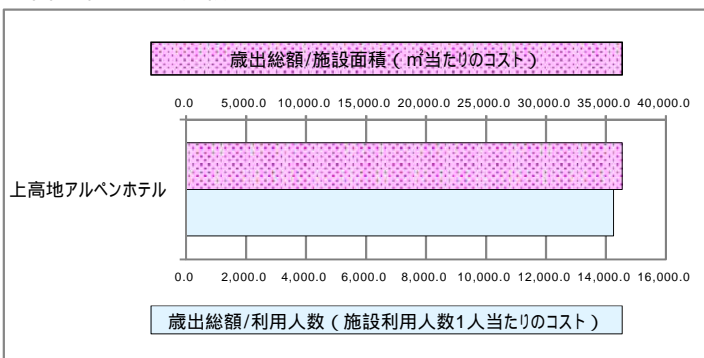 歳出総額/施設面積(㎡当たりのコスト)
0.0 5,000.0 10,000.0 15,000.0 20,000.0 25,000.0 30,000.0 35,000.0 40,000.0
上高地アルペンホテル
0.0 2,000.0 4,000.0 6,000.0 8,000.0 10,000.0 12,000.0 14,000.0 16,000.0
歳出総額/利用人数(施設利用人数1人当たりのコスト)